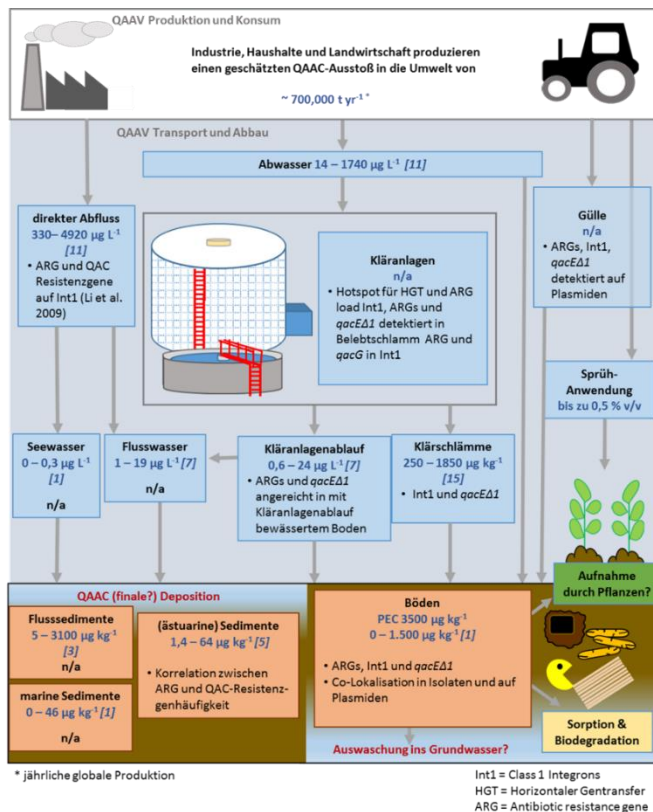 QAAV Produktion und Konsum
Industrie, Haushalte und Landwirtschaft produzieren
einen geschätzten QAAC-Ausstoß in die Umwelt von
~ 700,000 t yr⁻¹ *
QAAV Transport und Abbau
Abwasser 14 – 1740 µg L⁻¹ [11]
direkter Abfluss
330– 4920 µg L⁻¹
[11]
• ARG und QAC
Resistenzgene
auf Int1 (Li et al.
2009)
Kläranlagen
n/a
• Hotspot für HGT und ARG
load Int1, ARGs und
qacEΔ1 detektiert in
Belebtschlamm ARG und
qacG in Int1
Gülle
n/a
• ARGs, Int1,
qacEΔ1
detektiert auf
Plasmiden
Sprüh-
Anwendung
bis zu 0,5 % v/v
Seewasser
0 – 0,3 µg L⁻¹
[1]
n/a
Flusswasser
1 – 19 µg L⁻¹ [7]
n/a
Kläranlagenablauf
0,6 – 24 µg L⁻¹ [7]
• ARGs und qacEΔ1
angereicht in mit
Kläranlagenablauf
bewässertem Boden
Klärschlämme
250 – 1850 µg kg⁻¹
[15]
• Int1 und qacEΔ1
QAAC (finale?) Deposition
Flusssedimente
5 – 3100 µg kg⁻¹
[3]
n/a
marine Sedimente
0 – 46 µg kg⁻¹ [1]
n/a
(ästuarine) Sedimente
1,4 – 64 µg kg⁻¹ [5]
• Korrelation zwischen
ARG und QAC-Resistenz-
genhäufigkeit
Böden
PEC 3500 µg kg⁻¹
0 – 1.500 µg kg⁻¹ [1]
• ARGs, Int1 und qacEΔ1
• Co-Lokalisation in Isolaten und auf
Plasmiden
Aufnahme
durch Pflanzen?
Sorption &
Biodegradation
Auswaschung ins Grundwasser?
* jährliche globale Produktion
Int1 = Class 1 Integrons
HGT = Horizontaler Gentransfer
ARG = Antibiotic resistance gene